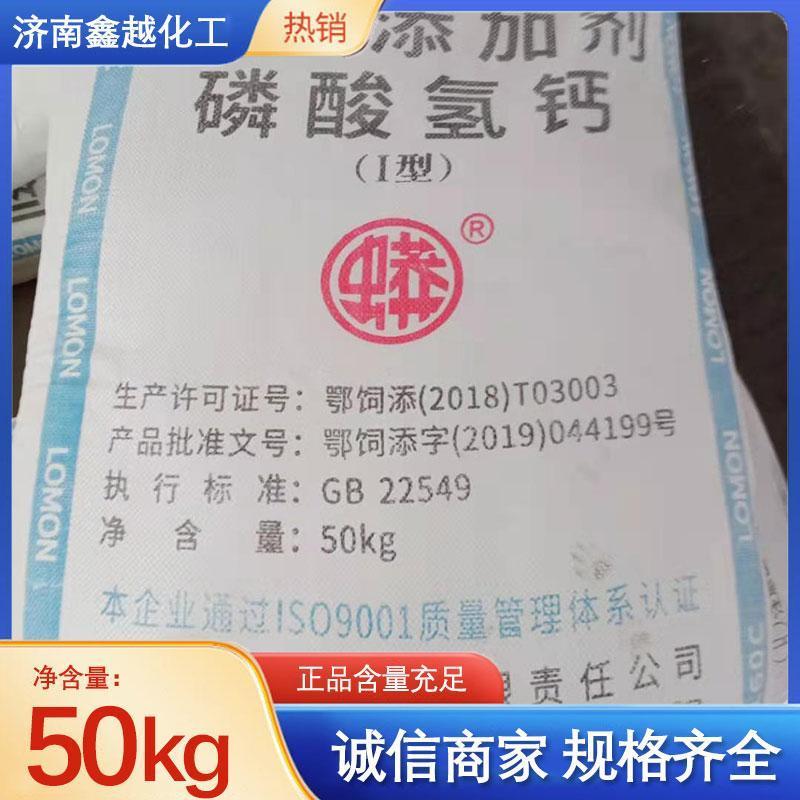 济南鑫越化工
热销
添加剂
磷酸氢钙
（I型）
蟒®
生产许可证号：鄂饲添(2018)T03003
产品批准文号：鄂饲添字(2019)044199号
执行标准：GB 22549
净含量：50kg
本企业通过ISO9001质量管理体系认证
限责任公司
LOMON
LOMON
LOMON
LOMON
LOMON
LOMON
净含量：
50kg
正品含量充足
诚信商家 规格齐全